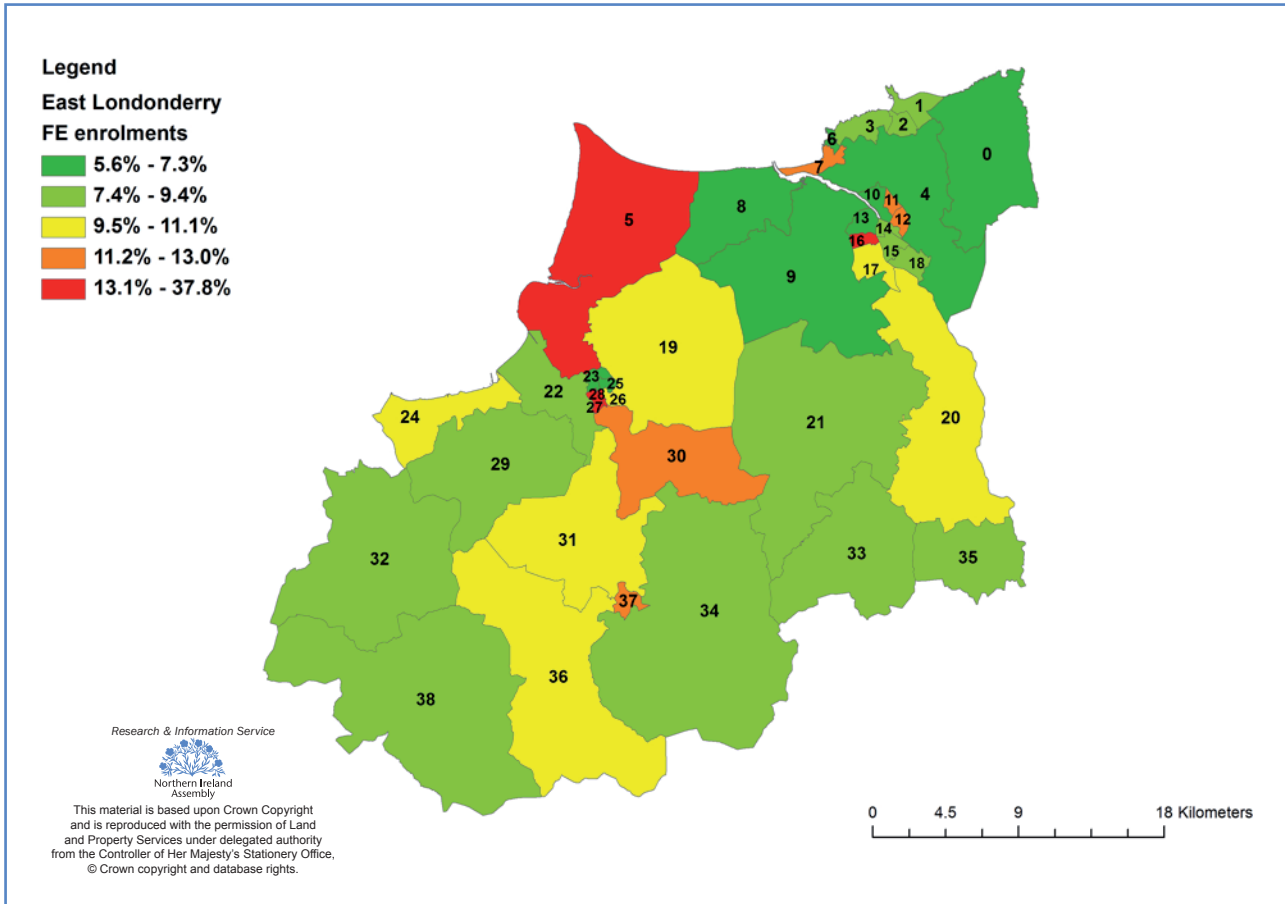 Legend
East Londonderry
FE enrolments
5.6% - 7.3%
7.4% - 9.4%
9.5% - 11.1%
11.2% - 13.0%
13.1% - 37.8%
1
2
3
0
6
7
4
5
8
10
11
12
13
14
16
15
9
17
18
19
23
25
22
28
26
27
24
20
21
30
29
31
32
33
35
37
34
36
38
Research & Information Service
Northern Ireland
Assembly
This material is based upon Crown Copyright
and is reproduced with the permission of Land
and Property Services under delegated authority
from the Controller of Her Majesty's Stationery Office,
© Crown copyright and database rights.
0 4.5 9 18 Kilometers